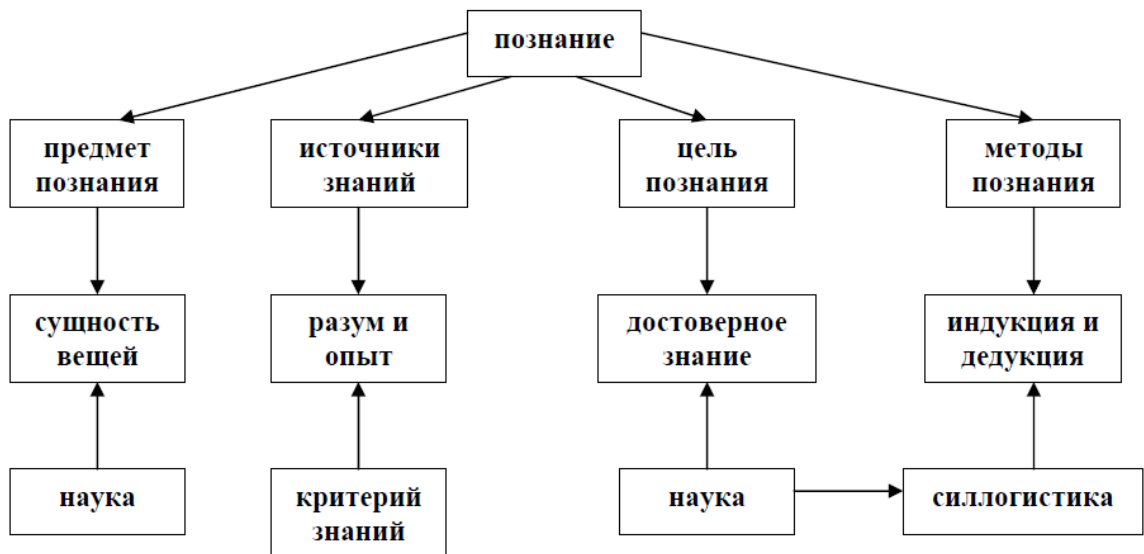 познание
предмет
познания
источники
знаний
цель
познания
методы
познания
сущность
вещей
разум и
опыт
достоверное
знание
индукция и
дедукция
наука
критерий
знаний
наука
силлогистика